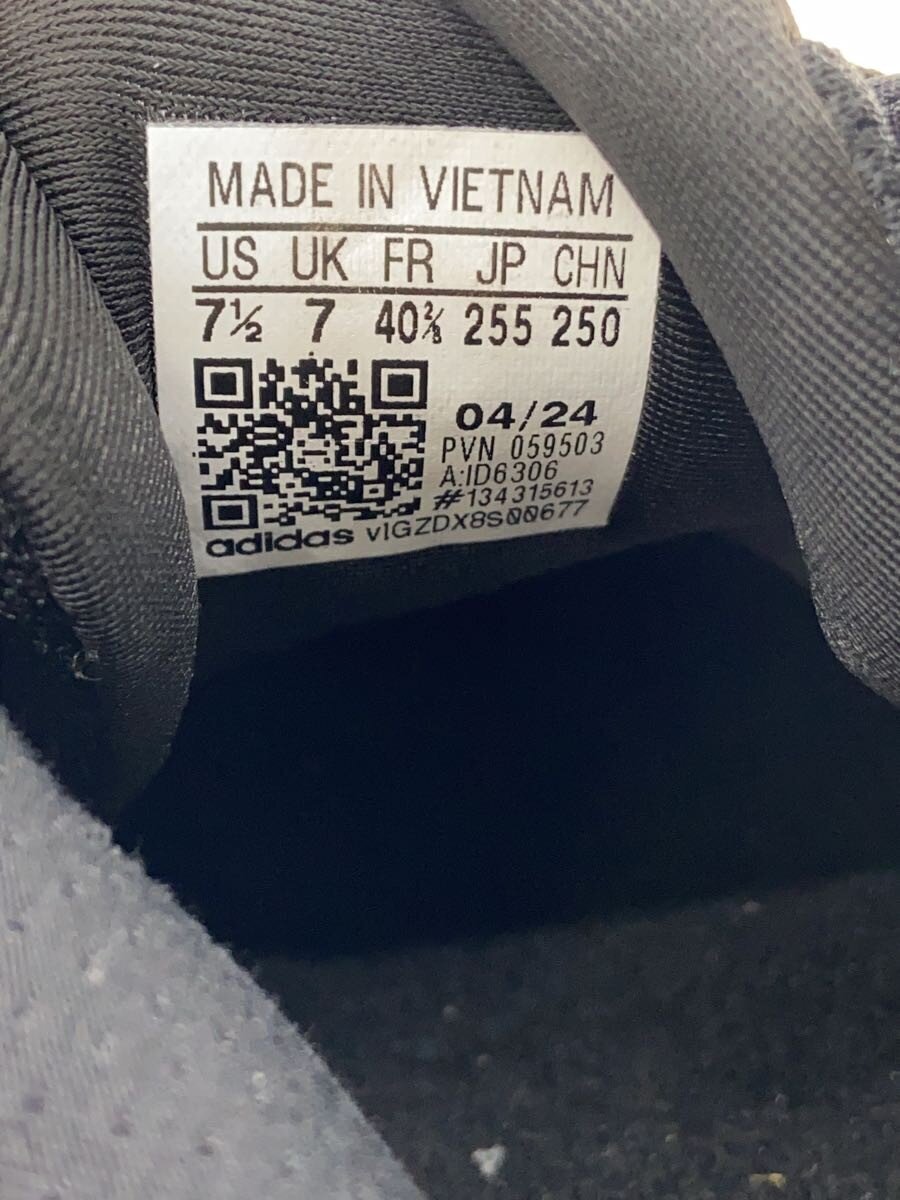 MADE IN VIETNAM
US UK FR JP CHN
7½ 7 40⅔ 255 250
04/24
PVN 059503
A:ID6306
#134315613
adidas v1GZDX8S00677